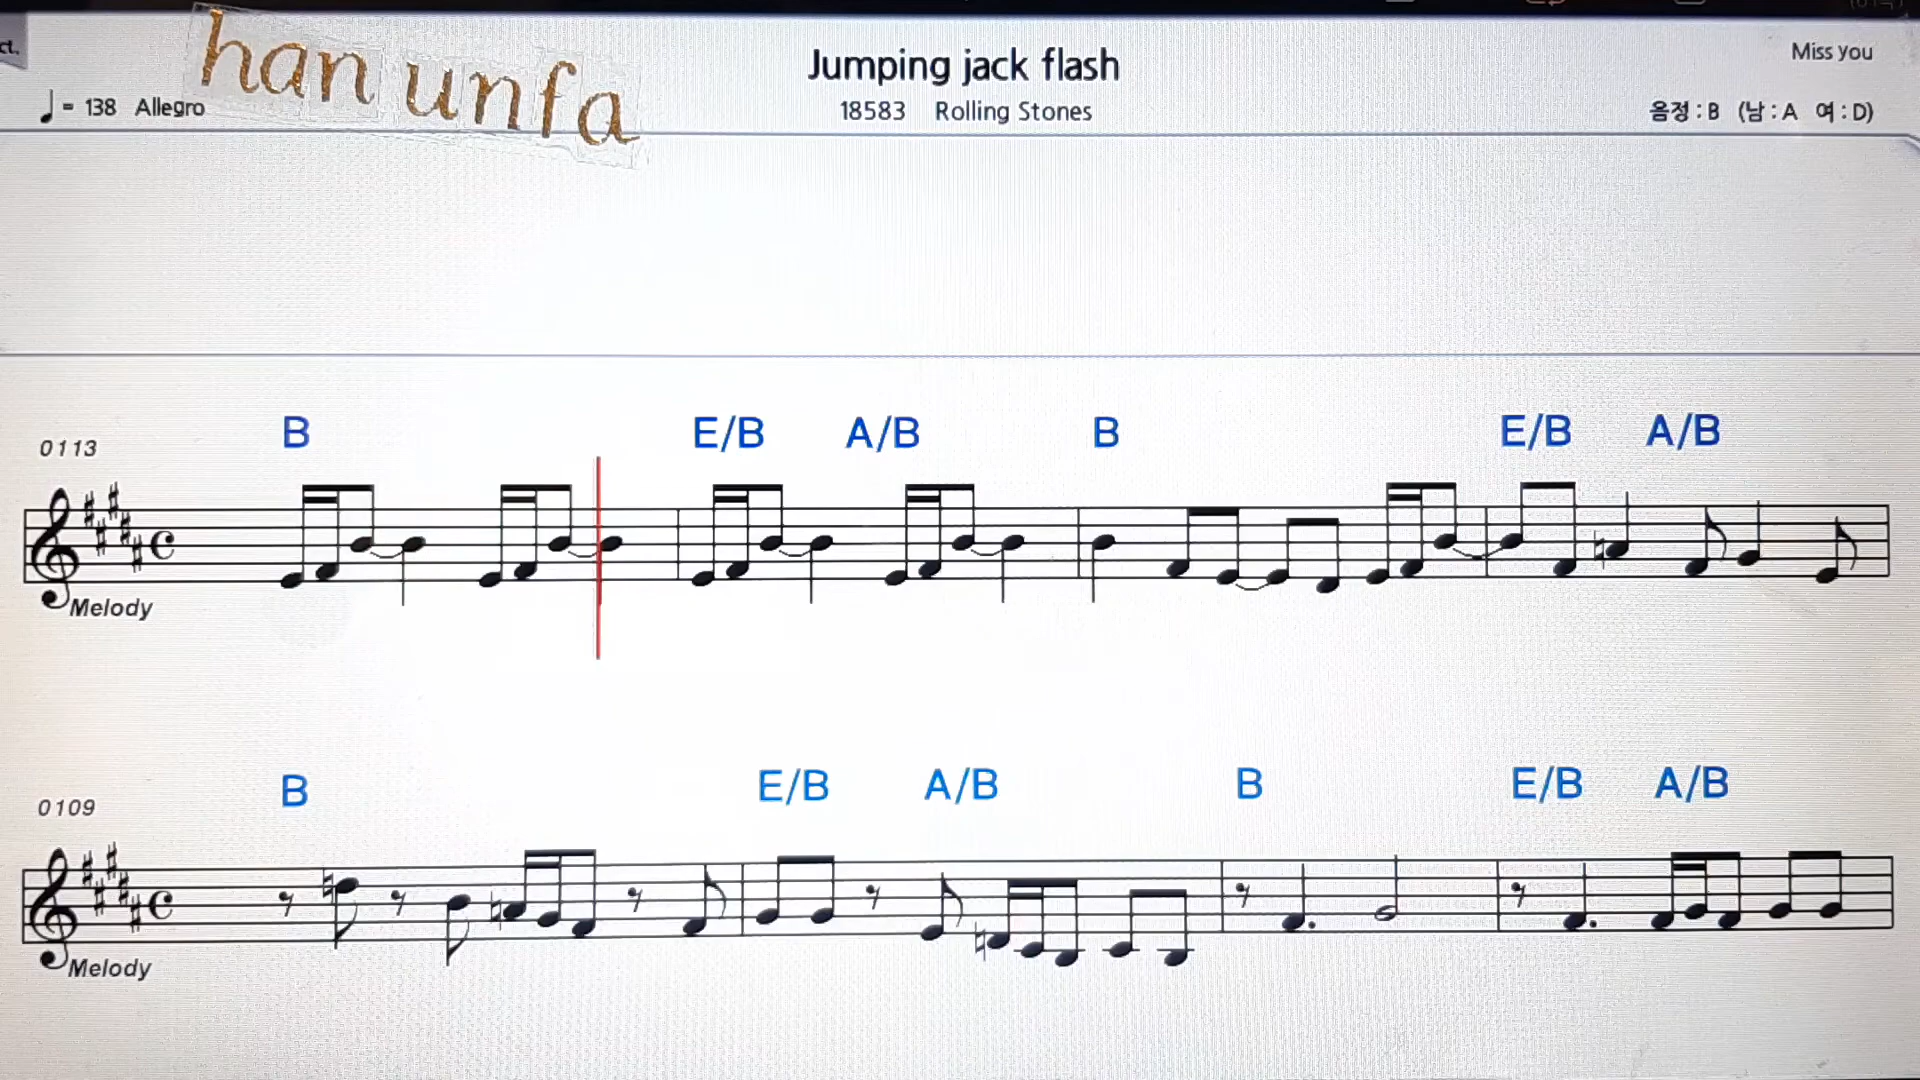 ct.
han unfa
Jumping jack flash
Miss you
= 138 Allegro
18583 Rolling Stones
음정 : B (남 : A 여 : D)
B E/B A/B B E/B A/B
0113
Melody
B E/B A/B B E/B A/B
0109
Melody